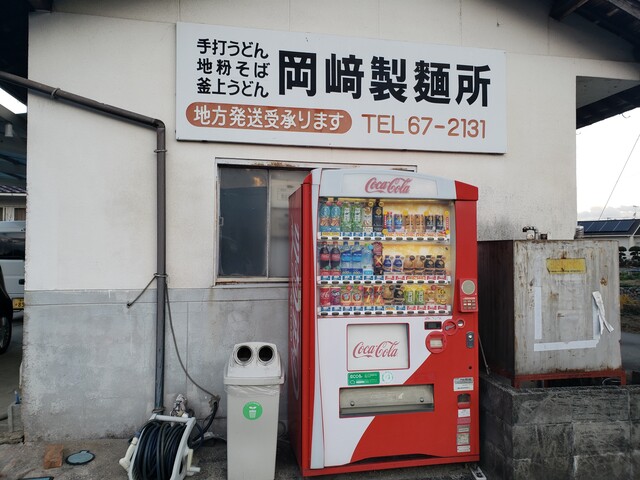 手打うどん
地粉そば
釜上うどん
岡﨑製麺所
地方発送受承ります
TEL 67-2131
Coca-Cola
Coca-Cola